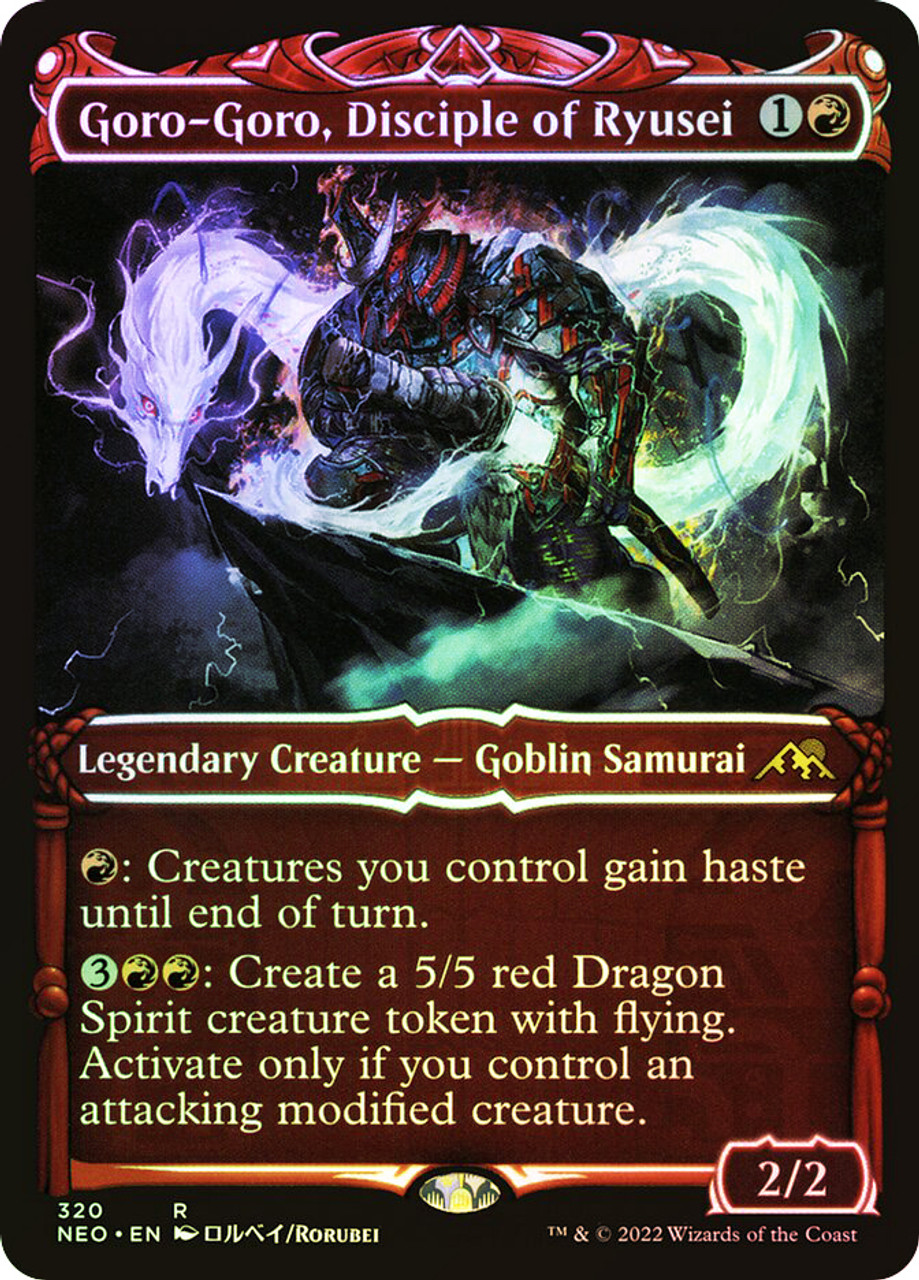 Goro-Goro, Disciple of Ryusei 1
Legendary Creature — Goblin Samurai
: Creatures you control gain haste
until end of turn.
3: Create a 5/5 red Dragon
Spirit creature token with flying.
Activate only if you control an
attacking modified creature.
2/2
320 R
NEO • EN ロルベイ/RORUBEI ™ & © 2022 Wizards of the Coast